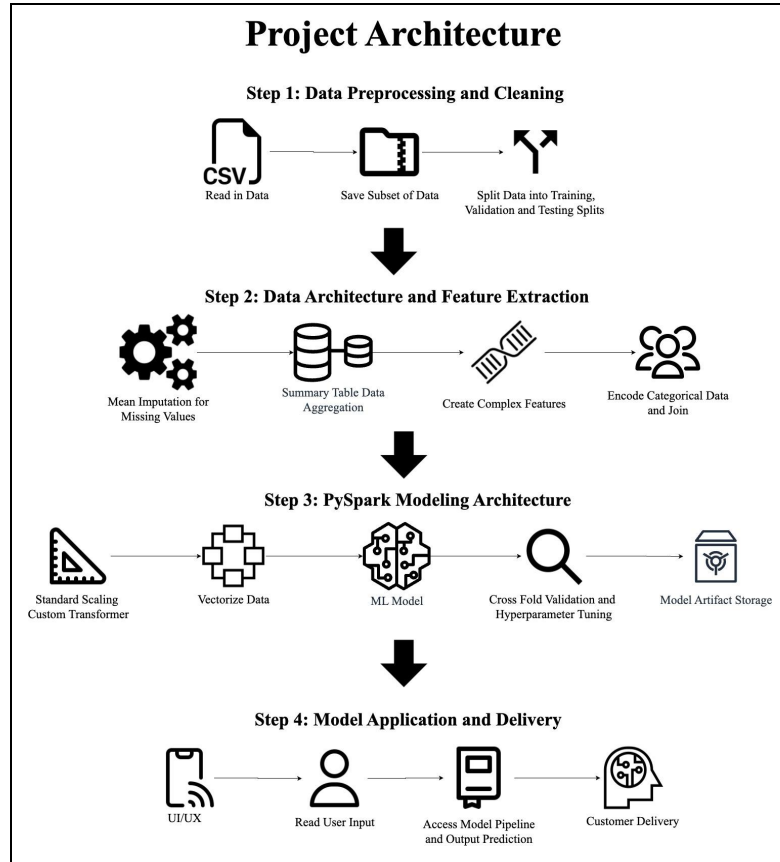 Project Architecture
Step 1: Data Preprocessing and Cleaning
CSV
Read in Data
Save Subset of Data
Split Data into Training,
Validation and Testing Splits
Step 2: Data Architecture and Feature Extraction
Mean Imputation for
Missing Values
Summary Table Data
Aggregation
Create Complex Features
Encode Categorical Data
and Join
Step 3: PySpark Modeling Architecture
Standard Scaling
Custom Transformer
Vectorize Data
ML Model
Cross Fold Validation and
Hyperparameter Tuning
Model Artifact Storage
Step 4: Model Application and Delivery
UI/UX
Read User Input
Access Model Pipeline
and Output Prediction
Customer Delivery